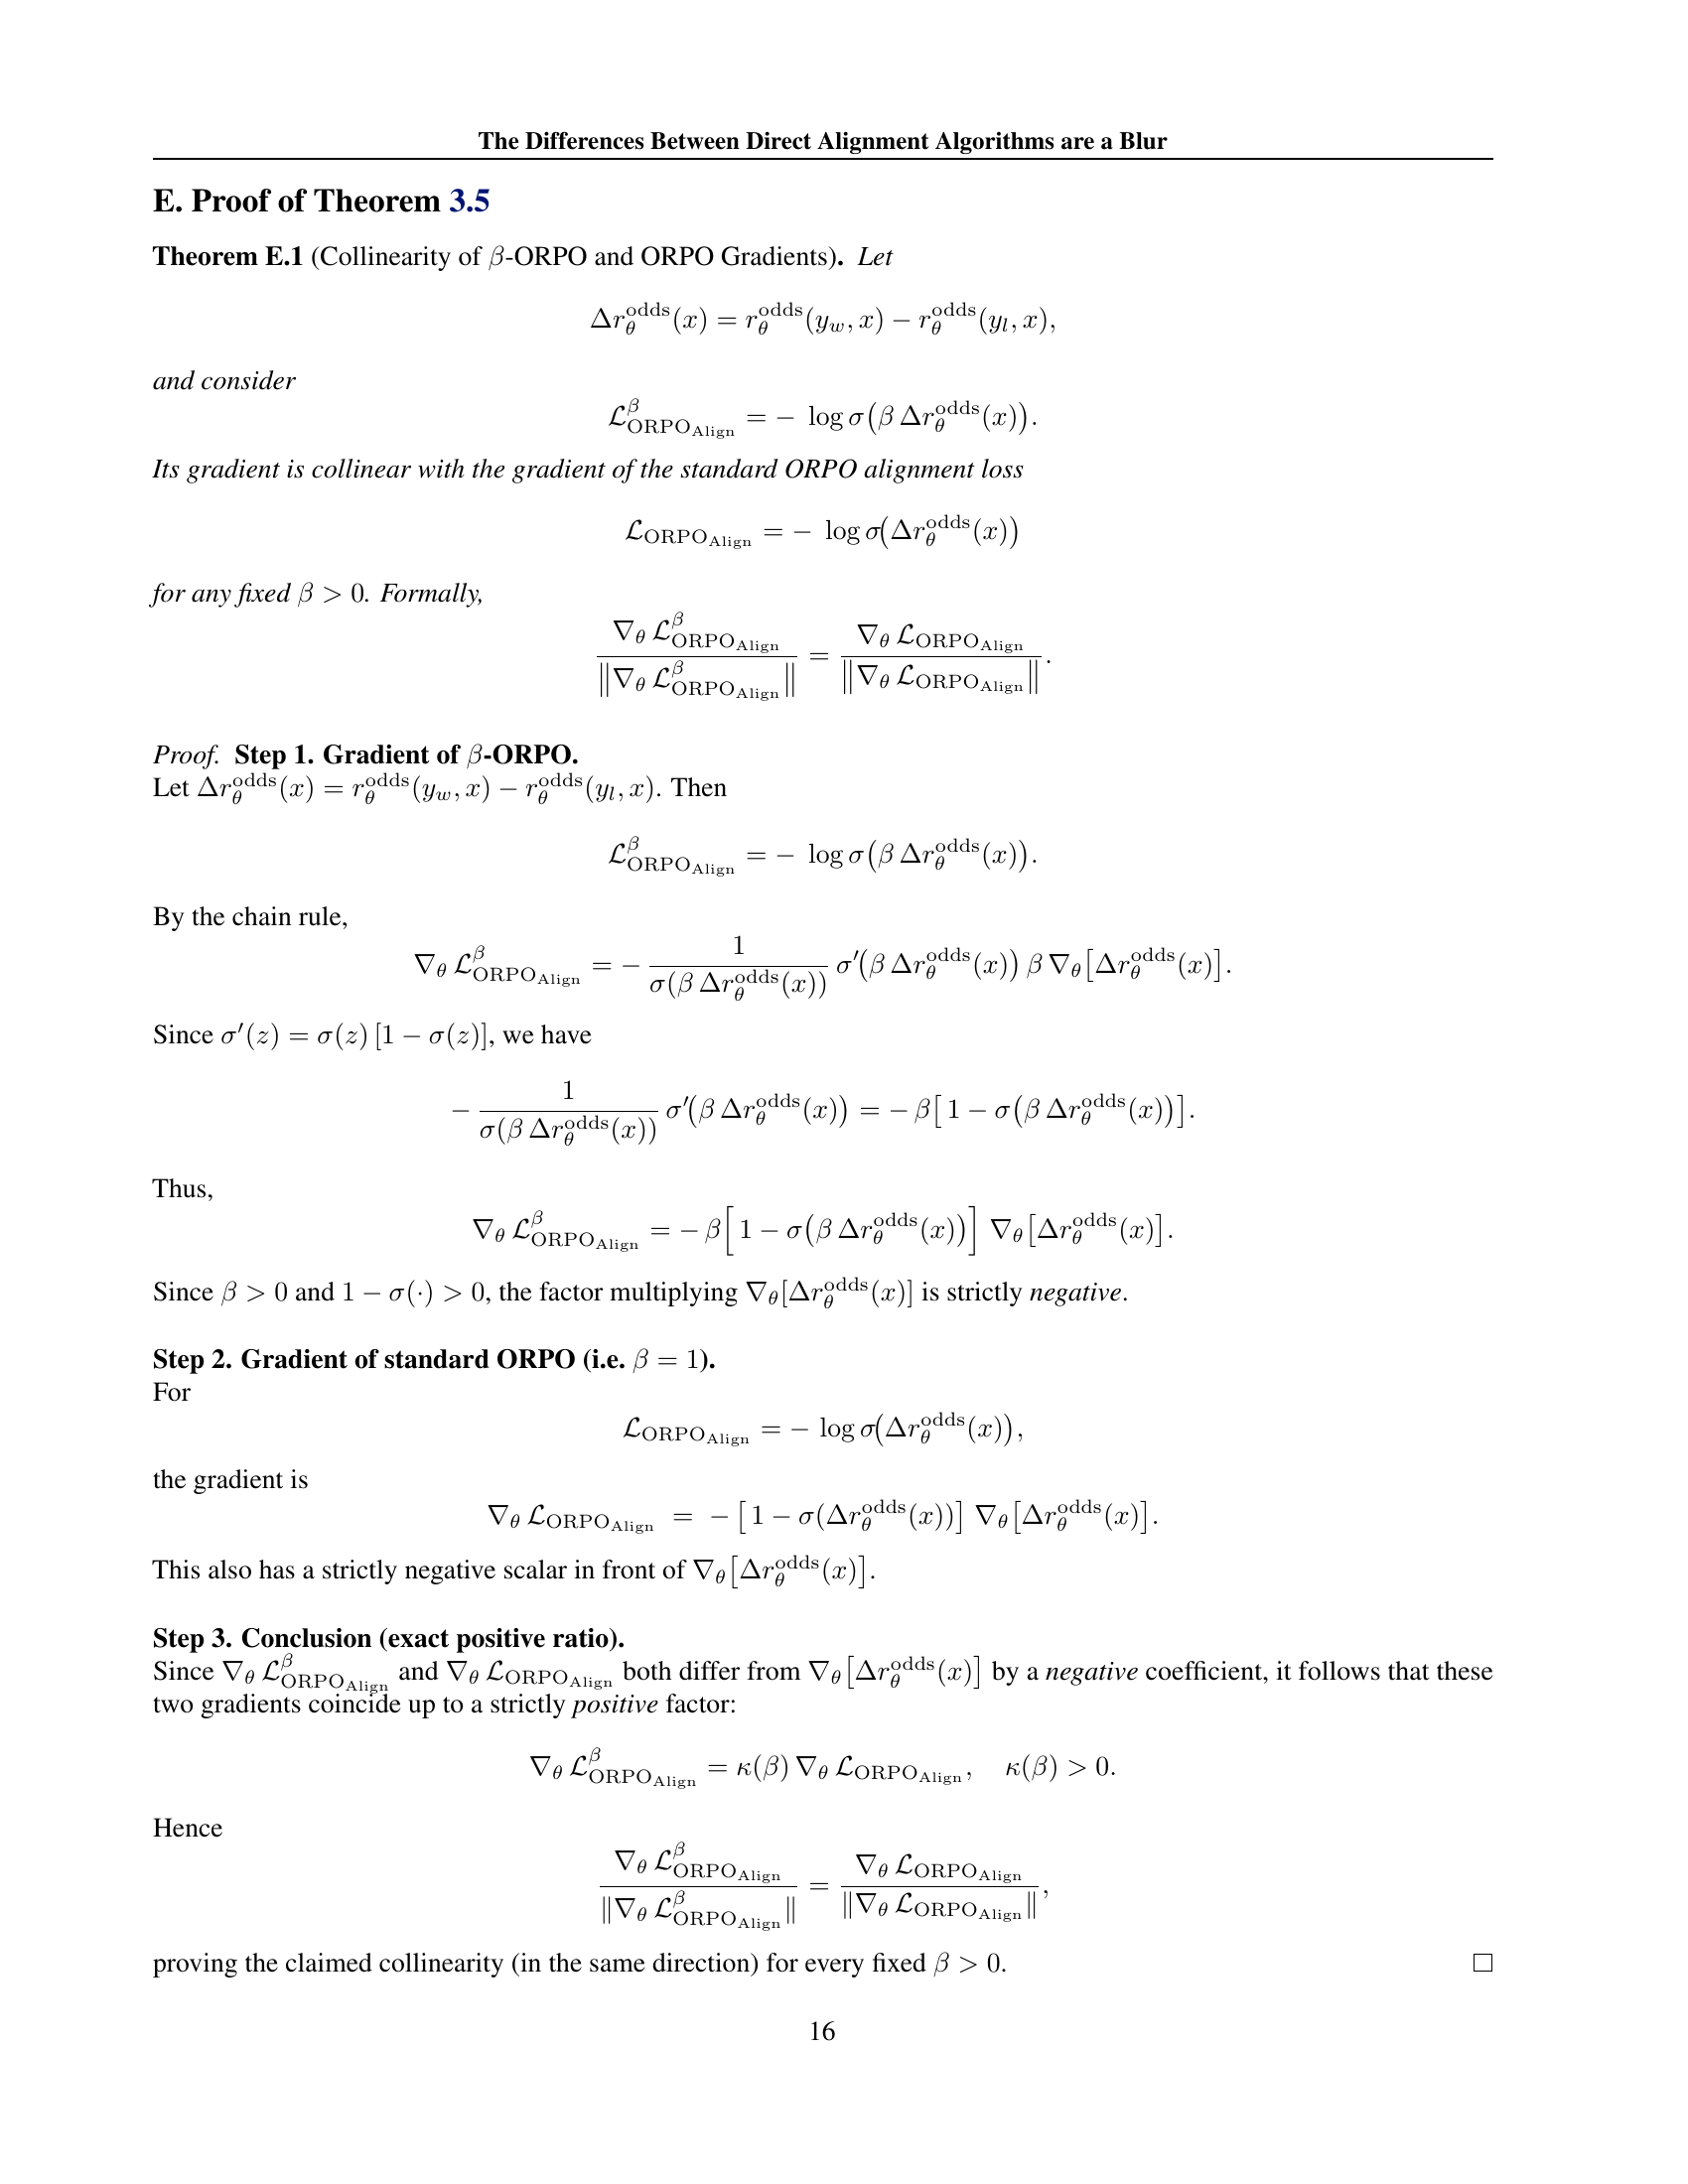 The Differences Between Direct Alignment Algorithms are a Blur
E. Proof of Theorem 3.5
Theorem E.1 (Collinearity of β-ORPO and ORPO Gradients). Let
$\Delta r_\theta^{\text{odds}}(x) = r_\theta^{\text{odds}}(y_w, x) - r_\theta^{\text{odds}}(y_l, x),$
and consider
$\mathcal{L}^{\beta}_{\text{ORPO}_{\text{Align}}} = -\log \sigma\big(\beta\, \Delta r_\theta^{\text{odds}}(x)\big).$
Its gradient is collinear with the gradient of the standard ORPO alignment loss
$\mathcal{L}_{\text{ORPO}_{\text{Align}}} = -\log \sigma\big(\Delta r_\theta^{\text{odds}}(x)\big)$
for any fixed β > 0. Formally,
$\frac{\nabla_\theta \mathcal{L}^{\beta}_{\text{ORPO}_{\text{Align}}}}{\big\|\nabla_\theta \mathcal{L}^{\beta}_{\text{ORPO}_{\text{Align}}}\big\|} = \frac{\nabla_\theta \mathcal{L}_{\text{ORPO}_{\text{Align}}}}{\big\|\nabla_\theta \mathcal{L}_{\text{ORPO}_{\text{Align}}}\big\|}.$
Proof. Step 1. Gradient of β-ORPO.
Let $\Delta r_\theta^{\text{odds}}(x) = r_\theta^{\text{odds}}(y_w, x) - r_\theta^{\text{odds}}(y_l, x)$. Then
$\mathcal{L}^{\beta}_{\text{ORPO}_{\text{Align}}} = -\log \sigma\big(\beta\, \Delta r_\theta^{\text{odds}}(x)\big).$
By the chain rule,
$\nabla_\theta \mathcal{L}^{\beta}_{\text{ORPO}_{\text{Align}}} = -\frac{1}{\sigma(\beta\, \Delta r_\theta^{\text{odds}}(x))}\, \sigma'\big(\beta\, \Delta r_\theta^{\text{odds}}(x)\big)\, \beta\, \nabla_\theta\big[\Delta r_\theta^{\text{odds}}(x)\big].$
Since $\sigma'(z) = \sigma(z)\,[1 - \sigma(z)]$, we have
$-\frac{1}{\sigma(\beta\, \Delta r_\theta^{\text{odds}}(x))}\, \sigma'\big(\beta\, \Delta r_\theta^{\text{odds}}(x)\big) = -\beta\big[1 - \sigma\big(\beta\, \Delta r_\theta^{\text{odds}}(x)\big)\big].$
Thus,
$\nabla_\theta \mathcal{L}^{\beta}_{\text{ORPO}_{\text{Align}}} = -\beta\Big[1 - \sigma\big(\beta\, \Delta r_\theta^{\text{odds}}(x)\big)\Big]\, \nabla_\theta\big[\Delta r_\theta^{\text{odds}}(x)\big].$
Since β > 0 and 1 − σ(·) > 0, the factor multiplying $\nabla_\theta[\Delta r_\theta^{\text{odds}}(x)]$ is strictly negative.
Step 2. Gradient of standard ORPO (i.e. β = 1).
For
$\mathcal{L}_{\text{ORPO}_{\text{Align}}} = -\log \sigma\big(\Delta r_\theta^{\text{odds}}(x)\big),$
the gradient is
$\nabla_\theta \mathcal{L}_{\text{ORPO}_{\text{Align}}} = -\big[1 - \sigma(\Delta r_\theta^{\text{odds}}(x))\big]\, \nabla_\theta\big[\Delta r_\theta^{\text{odds}}(x)\big].$
This also has a strictly negative scalar in front of $\nabla_\theta\big[\Delta r_\theta^{\text{odds}}(x)\big]$.
Step 3. Conclusion (exact positive ratio).
Since $\nabla_\theta \mathcal{L}^{\beta}_{\text{ORPO}_{\text{Align}}}$ and $\nabla_\theta \mathcal{L}_{\text{ORPO}_{\text{Align}}}$ both differ from $\nabla_\theta\big[\Delta r_\theta^{\text{odds}}(x)\big]$ by a negative coefficient, it follows that these
two gradients coincide up to a strictly positive factor:
$\nabla_\theta \mathcal{L}^{\beta}_{\text{ORPO}_{\text{Align}}} = \kappa(\beta)\, \nabla_\theta \mathcal{L}_{\text{ORPO}_{\text{Align}}}, \quad \kappa(\beta) > 0.$
Hence
$\frac{\nabla_\theta \mathcal{L}^{\beta}_{\text{ORPO}_{\text{Align}}}}{\|\nabla_\theta \mathcal{L}^{\beta}_{\text{ORPO}_{\text{Align}}}\|} = \frac{\nabla_\theta \mathcal{L}_{\text{ORPO}_{\text{Align}}}}{\|\nabla_\theta \mathcal{L}_{\text{ORPO}_{\text{Align}}}\|},$
proving the claimed collinearity (in the same direction) for every fixed β > 0. □
16